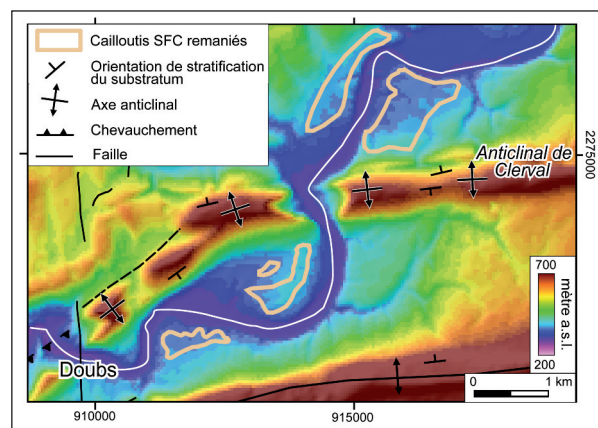 Cailloutis SFC remaniés
Orientation de stratification
du substratum
Axe anticlinal
Chevauchement
Faille
Anticlinal de
Clerval
2275000
700
mètre a.s.l.
200
Doubs
0 1 km
910000 915000